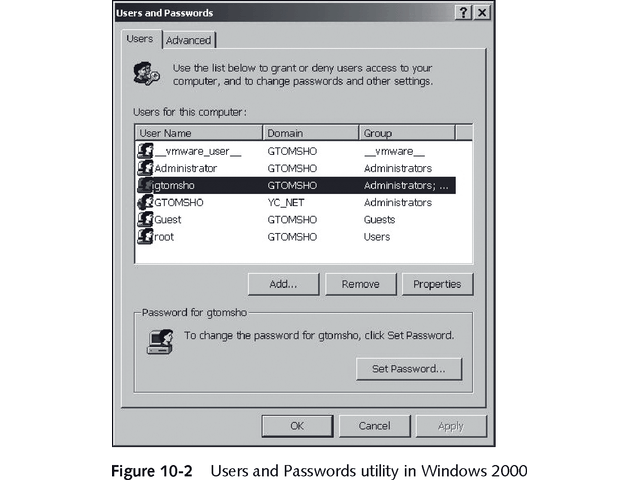 Users and Passwords
Users Advanced
Use the list below to grant or deny users access to your
computer, and to change passwords and other settings.
Users for this computer:
User Name Domain Group
__vmware_user__ GTOMSHO __vmware__
Administrator GTOMSHO Administrators
gtomsho GTOMSHO Administrators; ...
GTOMSHO YC_NET Administrators
Guest GTOMSHO Guests
root GTOMSHO Users
Add... Remove Properties
Password for gtomsho
To change the password for gtomsho, click Set Password.
Set Password...
OK Cancel Apply
Figure 10-2 Users and Passwords utility in Windows 2000